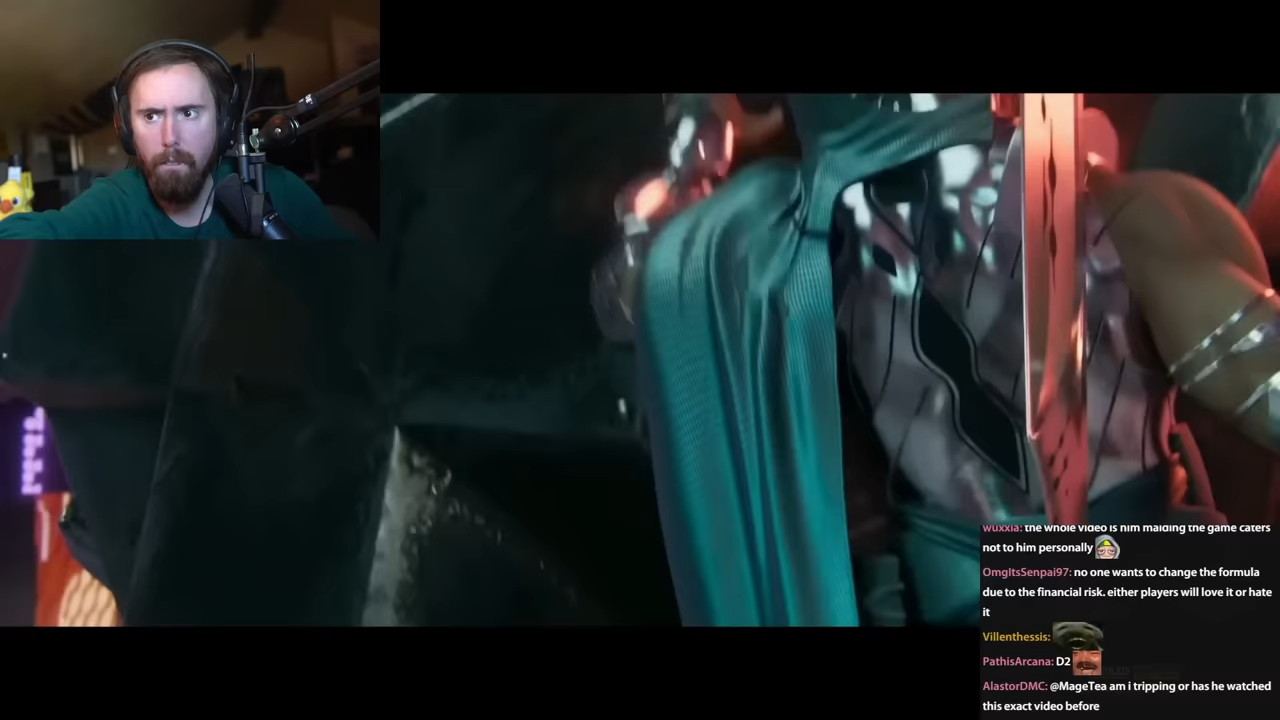 wuxxia: the whole video is him malding the game caters
not to him personally
OmgItsSenpai97: no one wants to change the formula
due to the financial risk. either players will love it or hate
it
Villenthessis:
PathisArcana: D2
AlastorDMC: @MageTea am i tripping or has he watched
this exact video before